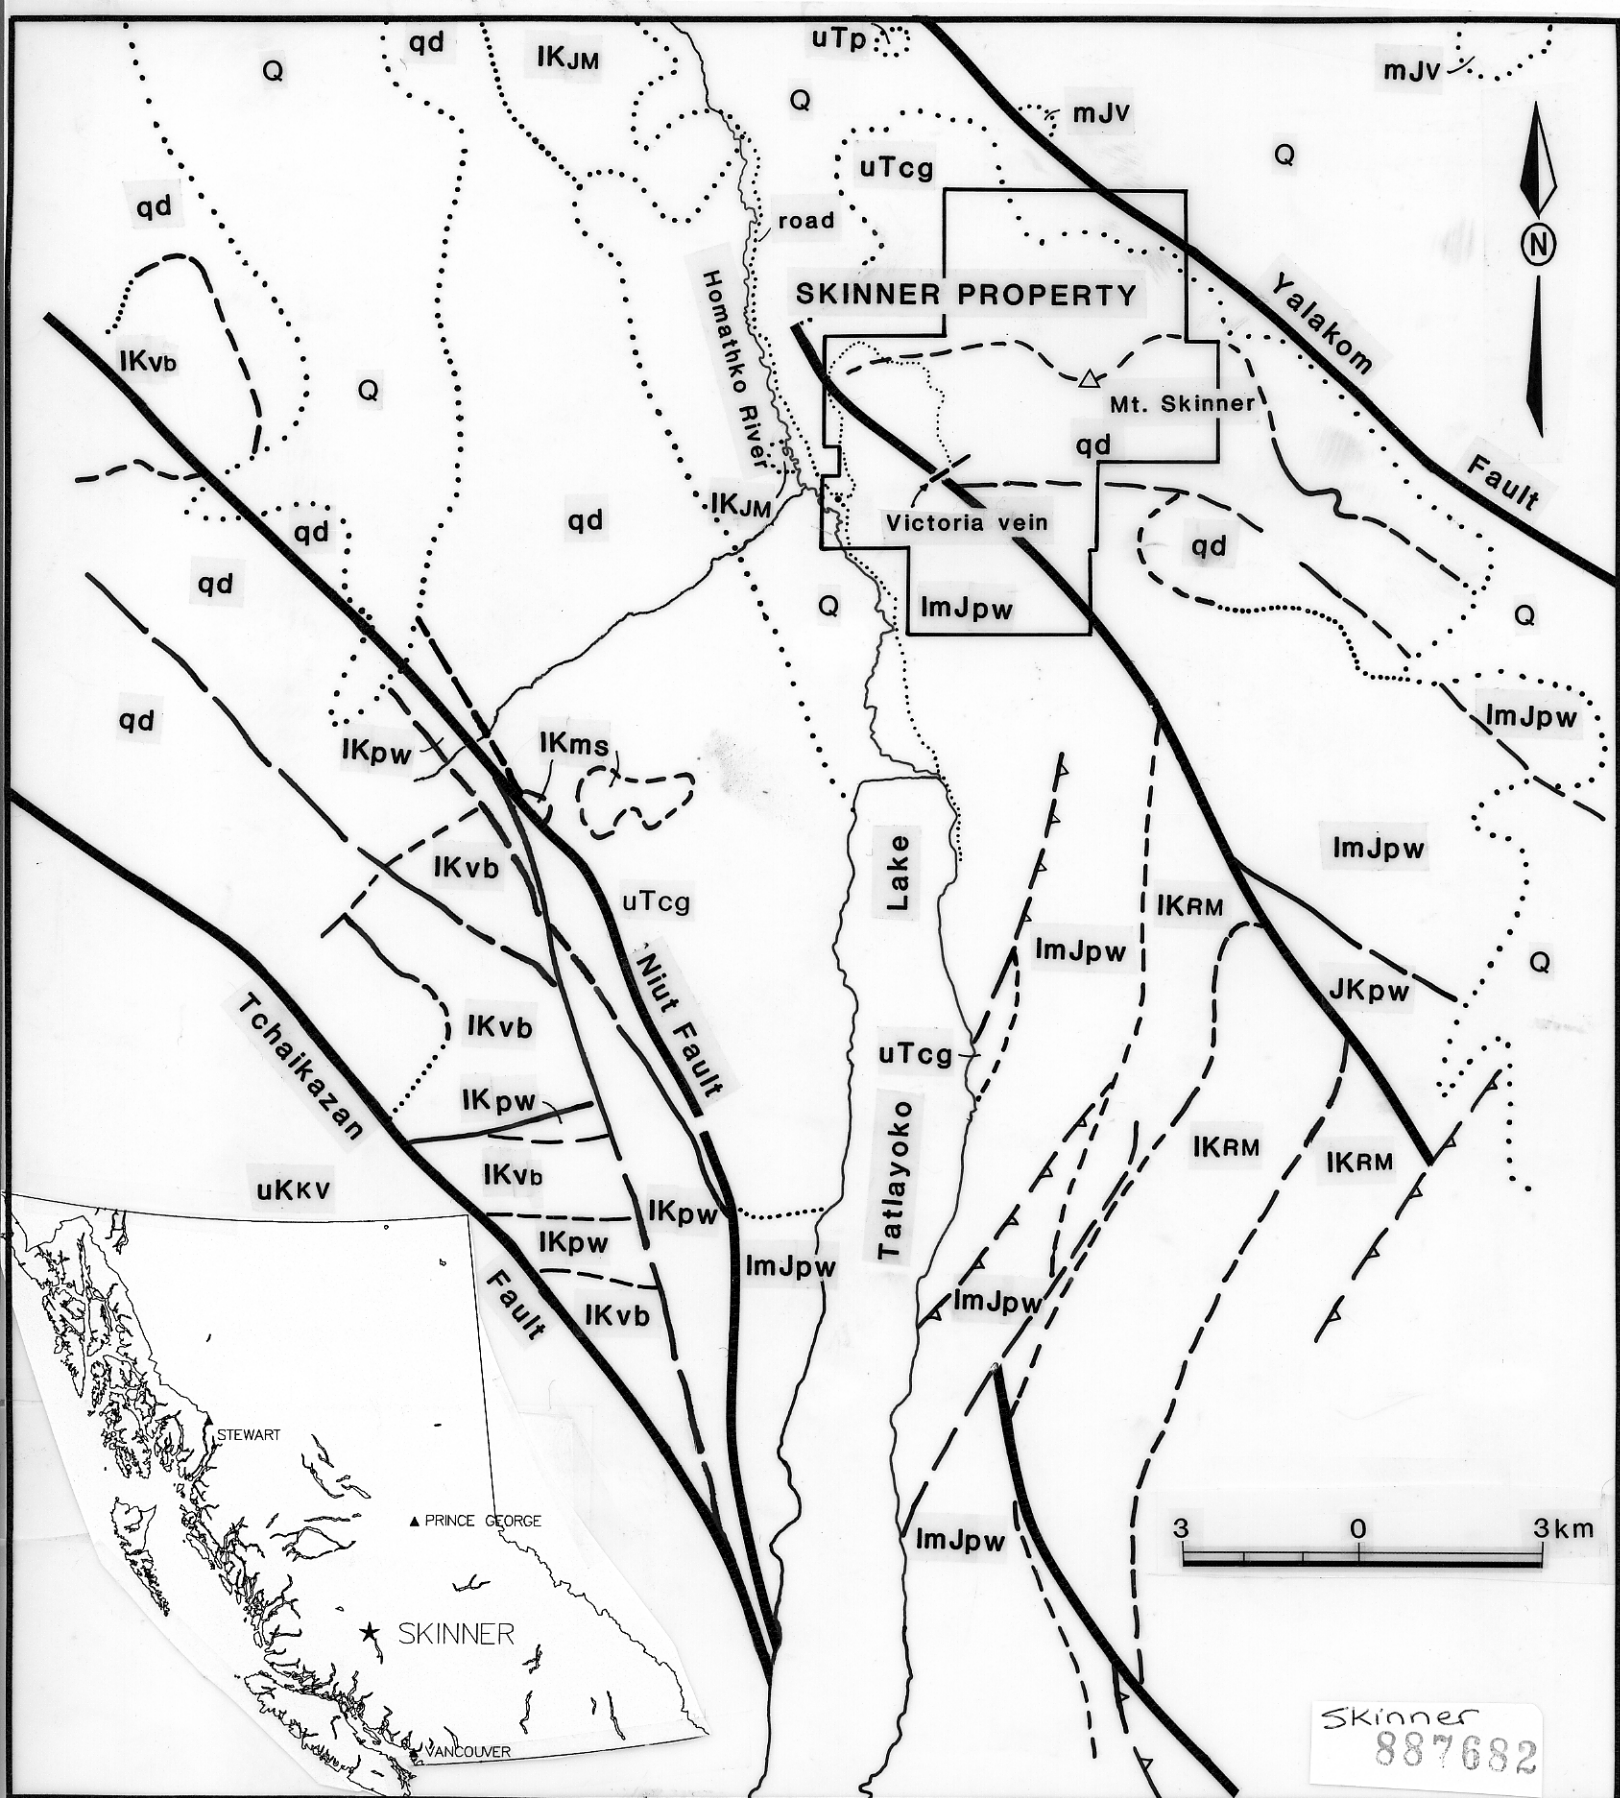 qd
Q
lKJM
uTp
Q
mJv
mJv
Q
uTcg
qd
road
N
SKINNER PROPERTY
Homathko River
Yalakom
Fault
lKvb
Q
Mt. Skinner
qd
lKJM
qd
Victoria vein
qd
qd
qd
Q
lmJpw
Q
qd
lmJpw
lKpw
lKms
lKvb
Lake
lmJpw
uTcg
lKRM
lmJpw
Niut Fault
JKpw
Q
Tchaikazan
Fault
lKvb
uTcg
lKpw
Tatlayoko
lKRM
lKRM
lKvb
uKKV
lKpw
lKpw
lmJpw
lmJpw
lKvb
STEWART
PRINCE GEORGE
SKINNER
VANCOUVER
lmJpw
3 0 3km
Skinner
887682